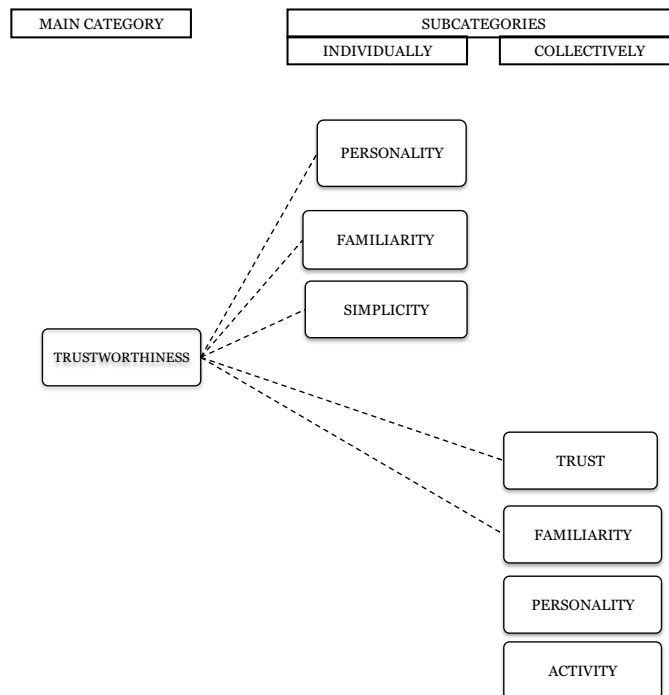 MAIN CATEGORY
SUBCATEGORIES
INDIVIDUALLY
COLLECTIVELY
PERSONALITY
FAMILIARITY
SIMPLICITY
TRUSTWORTHINESS
TRUST
FAMILIARITY
PERSONALITY
ACTIVITY